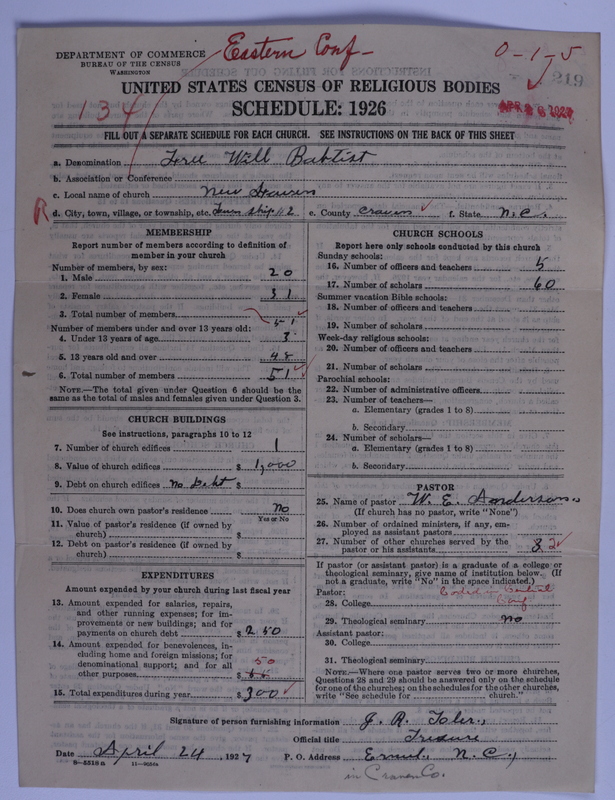 DEPARTMENT OF COMMERCE
BUREAU OF THE CENSUS
WASHINGTON
Eastern Conf-
0-1-5
219
134
UNITED STATES CENSUS OF RELIGIOUS BODIES
SCHEDULE: 1926
FILL OUT A SEPARATE SCHEDULE FOR EACH CHURCH. SEE INSTRUCTIONS ON THE BACK OF THIS SHEET
a. Denomination Free Will Baptist
b. Association or Conference
c. Local name of church New Haven
R d. City, town, village, or township, etc. Township #2 e. County Craven f. State N.C.
MEMBERSHIP
Report number of members according to definition of
member in your church
Number of members, by sex:
1. Male 20
2. Female 31
3. Total number of members 51
Number of members under and over 13 years old:
4. Under 13 years of age 3
5. 13 years old and over 48
6. Total number of members 51
NOTE.—The total given under Question 6 should be
same as the total of males and females given under Question 3.
CHURCH BUILDINGS
See instructions, paragraphs 10 to 12
7. Number of church edifices 1
8. Value of church edifices $ 1,000
9. Debt on church edifices No Debt $
10. Does church own pastor's residence No
Yes or No
11. Value of pastor's residence (if owned by
church) $
12. Debt on pastor's residence (if owned by
church) $
EXPENDITURES
Amount expended by your church during last fiscal year
13. Amount expended for salaries, repairs,
and other running expenses; for im-
provements or new buildings; and for
payments on church debt $ 250
14. Amount expended for benevolences, in-
cluding home and foreign missions; for
denominational support; and for all 50
other purposes $
15. Total expenditures during year $ 300
CHURCH SCHOOLS
Report here only schools conducted by this church
Sunday schools:
16. Number of officers and teachers 5
17. Number of scholars 60
Summer vacation Bible schools:
18. Number of officers and teachers
19. Number of scholars
Week-day religious schools:
20. Number of officers and teachers
21. Number of scholars
Parochial schools:
22. Number of administrative officers
23. Number of teachers—
a. Elementary (grades 1 to 8)
b. Secondary
24. Number of scholars—
a. Elementary (grades 1 to 8)
b. Secondary
PASTOR
25. Name of pastor W. E.
(If church has no pastor, write "None")
26. Number of ordained ministers, if any, em-
ployed as assistant pastors
27. Number of other churches served by the
pastor or his assistants 3 2
If pastor (or assistant pastor) is a graduate of a college or
theological seminary, give name of institution below. (If
not a graduate, write "No" in the space indicated.)
Pastor: Coded in Central
28. College Conf
29. Theological seminary No
Assistant pastor:
30. College
31. Theological seminary
NOTE.—Where one pastor serves two or more churches,
Questions 28 and 29 should be answered only on the schedule
for one of the churches; on the schedules for the other churches,
write "See schedule for church."
Signature of person furnishing information J. R. Toler,
Official title
Date April 24, 1927 P. O. Address Ernul, N.C.,
8-5518a 11-9520a
in Craven Co.